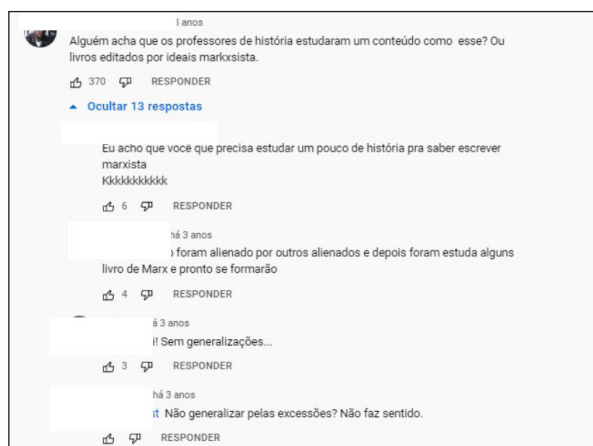 anos
Alguém acha que os professores de história estudaram um conteúdo como esse? Ou
livros editados por ideais markxsista.
370 RESPONDER
Ocultar 13 respostas
Eu acho que você que precisa estudar um pouco de história pra saber escrever
marxista
Kkkkkkkkkkk
6 RESPONDER
há 3 anos
foram alienado por outros alienados e depois foram estuda alguns
livro de Marx e pronto se formarão
4 RESPONDER
á 3 anos
i! Sem generalizações...
3 RESPONDER
há 3 anos
st Não generalizar pelas excessões? Não faz sentido.
RESPONDER